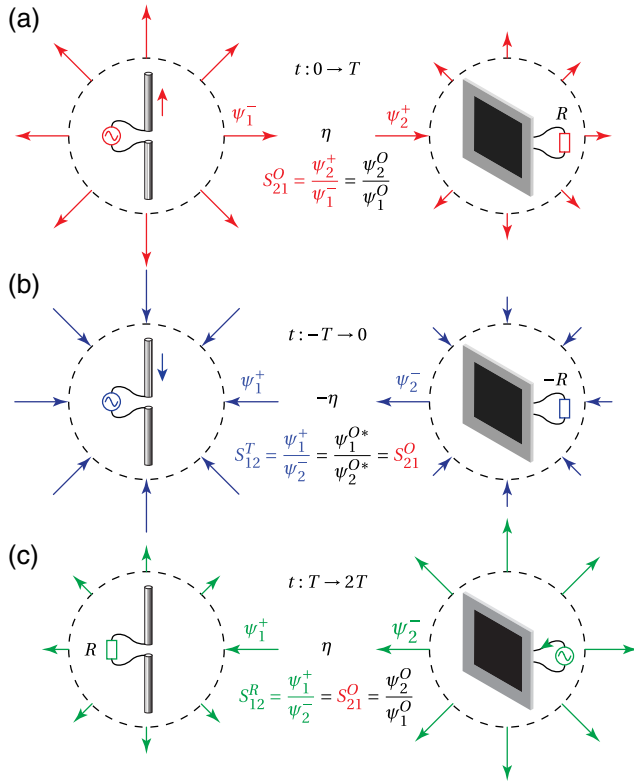 (a)
t : 0 → T
ψ₁⁻ ψ₂⁺ R
η
S₂₁ᴼ = ψ₂⁺/ψ₁⁻ = ψ₂ᴼ/ψ₁ᴼ
(b)
t : −T → 0
ψ₁⁺ ψ₂⁻ −R
−η
S₁₂ᵀ = ψ₁⁺/ψ₂⁻ = ψ₁ᴼ*/ψ₂ᴼ* = S₂₁ᴼ
(c)
t : T → 2T
R ψ₁⁺ η ψ₂⁻
S₁₂ᴿ = ψ₁⁺/ψ₂⁻ = S₂₁ᴼ = ψ₂ᴼ/ψ₁ᴼ